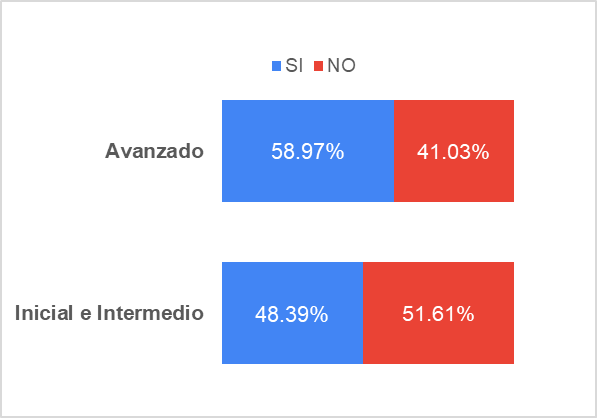 SI NO
Avanzado 58.97% 41.03%
Inicial e Intermedio 48.39% 51.61%